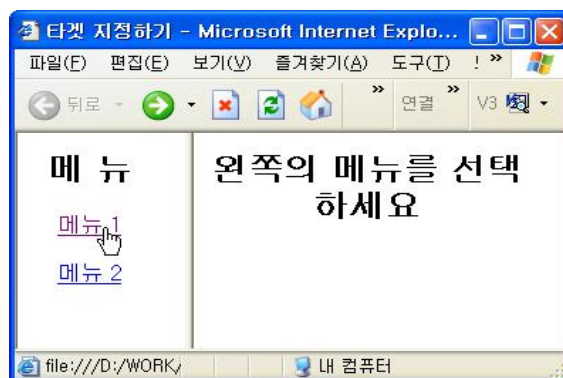 타겟 지정하기 - Microsoft Internet Explo...
파일(F) 편집(E) 보기(V) 즐겨찾기(A) 도구(T) ! »
뒤로 » 연결 » V3
메 뉴
메뉴 1
메뉴 2
왼쪽의 메뉴를 선택
하세요
file:///D:/WORK/ 내 컴퓨터